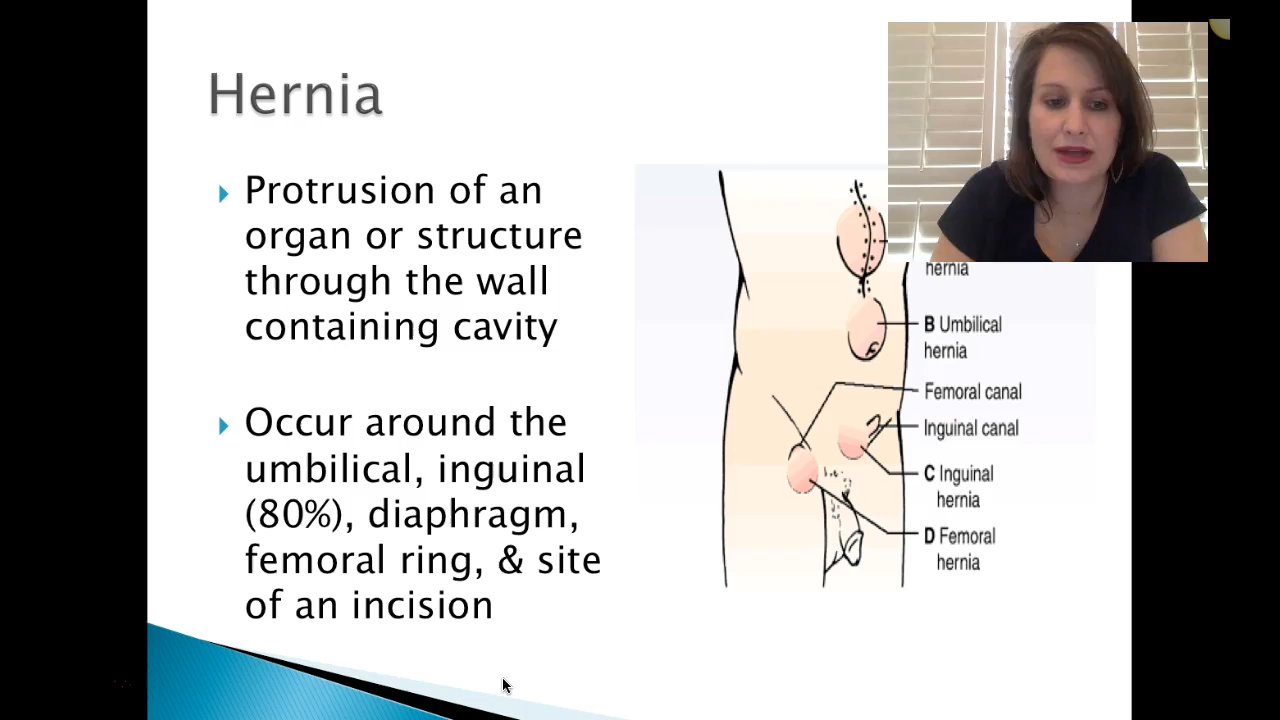 Hernia
Protrusion of an
organ or structure
through the wall
containing cavity
Occur around the
umbilical, inguinal
(80%), diaphragm,
femoral ring, & site
of an incision
hernia
B Umbilical
hernia
Femoral canal
Inguinal canal
C Inguinal
hernia
D Femoral
hernia